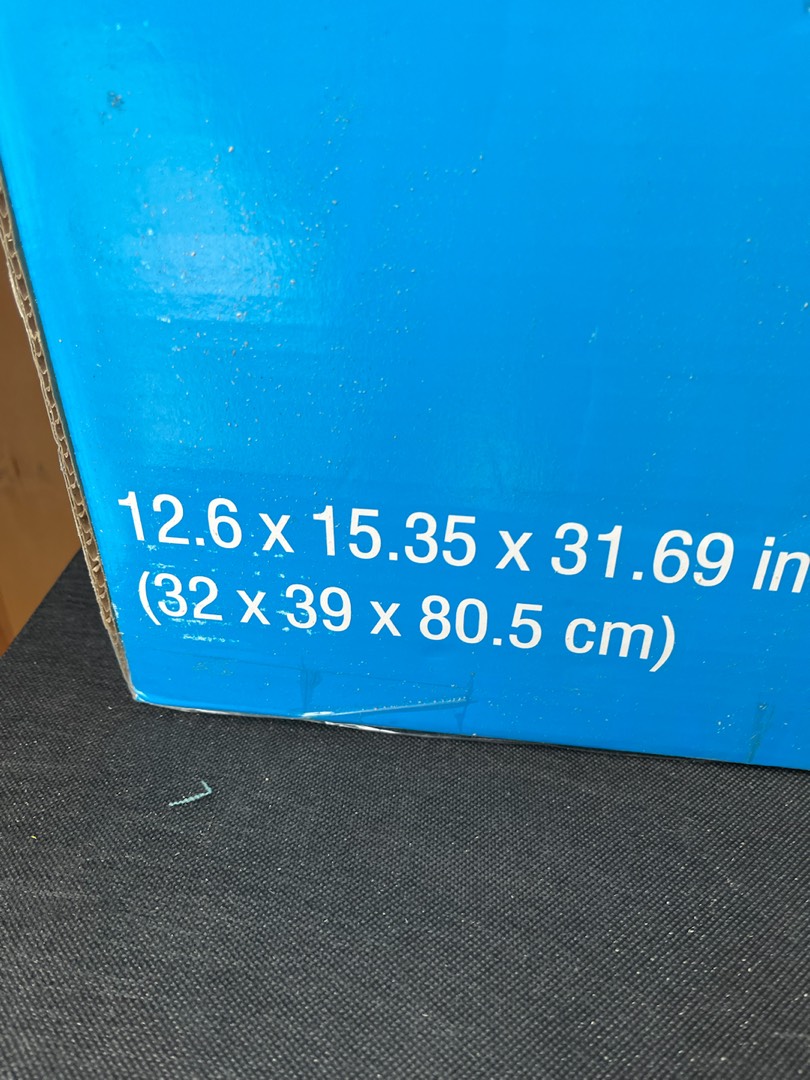 12.6 x 15.35 x 31.69 in
(32 x 39 x 80.5 cm)